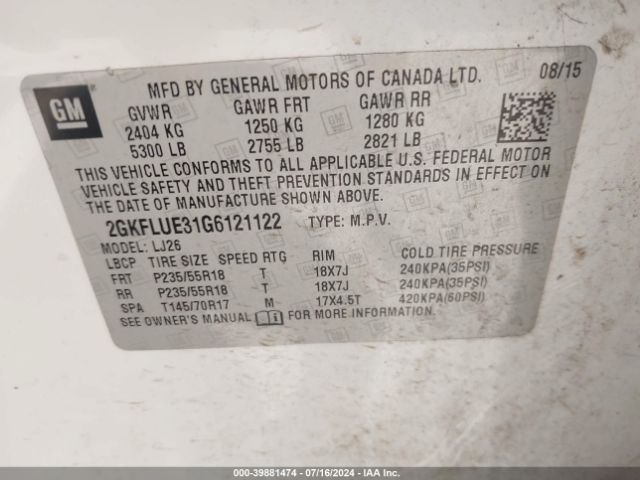 GM
MFD BY GENERAL MOTORS OF CANADA LTD. 08/15
GVWR GAWR FRT GAWR RR
2404 KG 1250 KG 1280 KG
5300 LB 2755 LB 2821 LB
THIS VEHICLE CONFORMS TO ALL APPLICABLE U.S. FEDERAL MOTOR
VEHICLE SAFETY AND THEFT PREVENTION STANDARDS IN EFFECT ON
THE DATE OF MANUFACTURE SHOWN ABOVE.
2GKFLUE31G6121122 TYPE: M.P.V.
MODEL: LJ26
LBCP TIRE SIZE SPEED RTG RIM COLD TIRE PRESSURE
FRT P235/55R18 T 18X7J 240KPA(35PSI)
RR P235/55R18 T 18X7J 240KPA(35PSI)
SPA T145/70R17 M 17X4.5T 420KPA(60PSI)
SEE OWNER'S MANUAL FOR MORE INFORMATION.
000-39881474 | 07/16/2024 | IAA Inc.